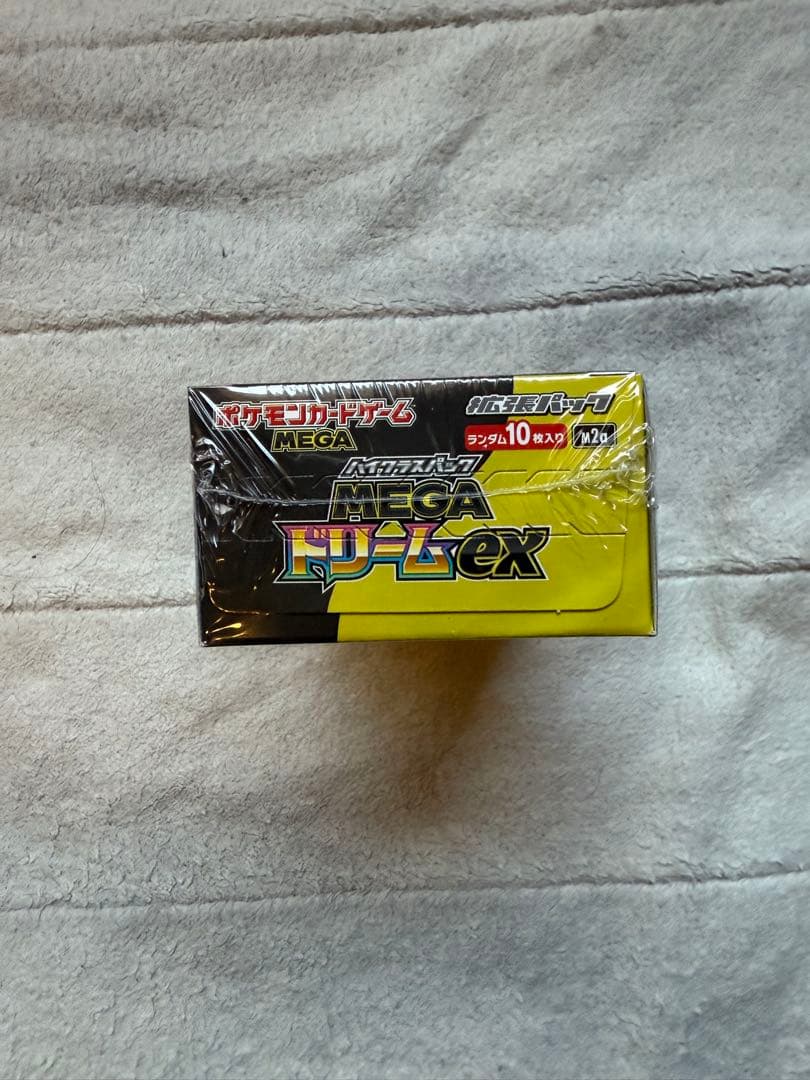 ポケモンカードゲーム
MEGA
拡張パック
ランダム10枚入り M2a
ハイクラスパック
MEGA
ドリームex